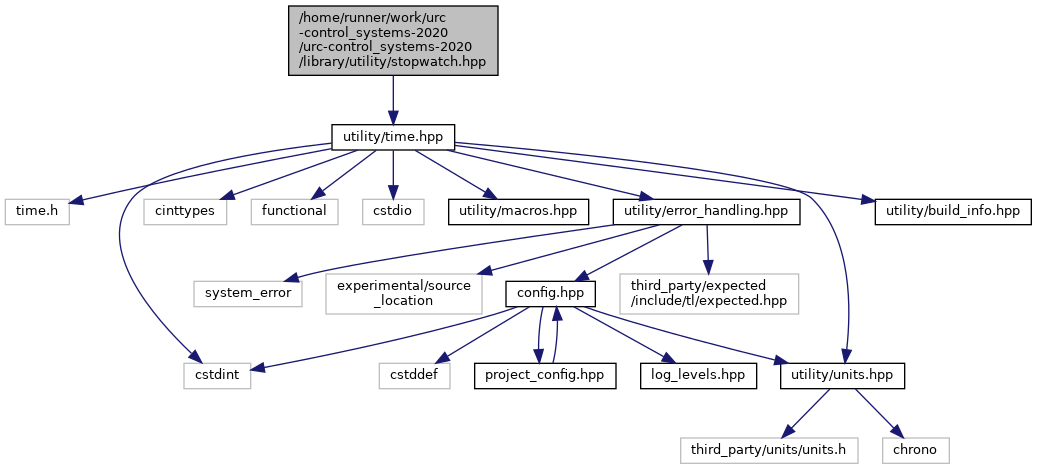 /home/runner/work/urc
-control_systems-2020
/urc-control_systems-2020
/library/utility/stopwatch.hpp
utility/time.hpp
time.h
cinttypes
functional
cstdio
utility/macros.hpp
utility/error_handling.hpp
utility/build_info.hpp
system_error
experimental/source
_location
config.hpp
third_party/expected
/include/tl/expected.hpp
cstdint
cstddef
project_config.hpp
log_levels.hpp
utility/units.hpp
third_party/units/units.h
chrono